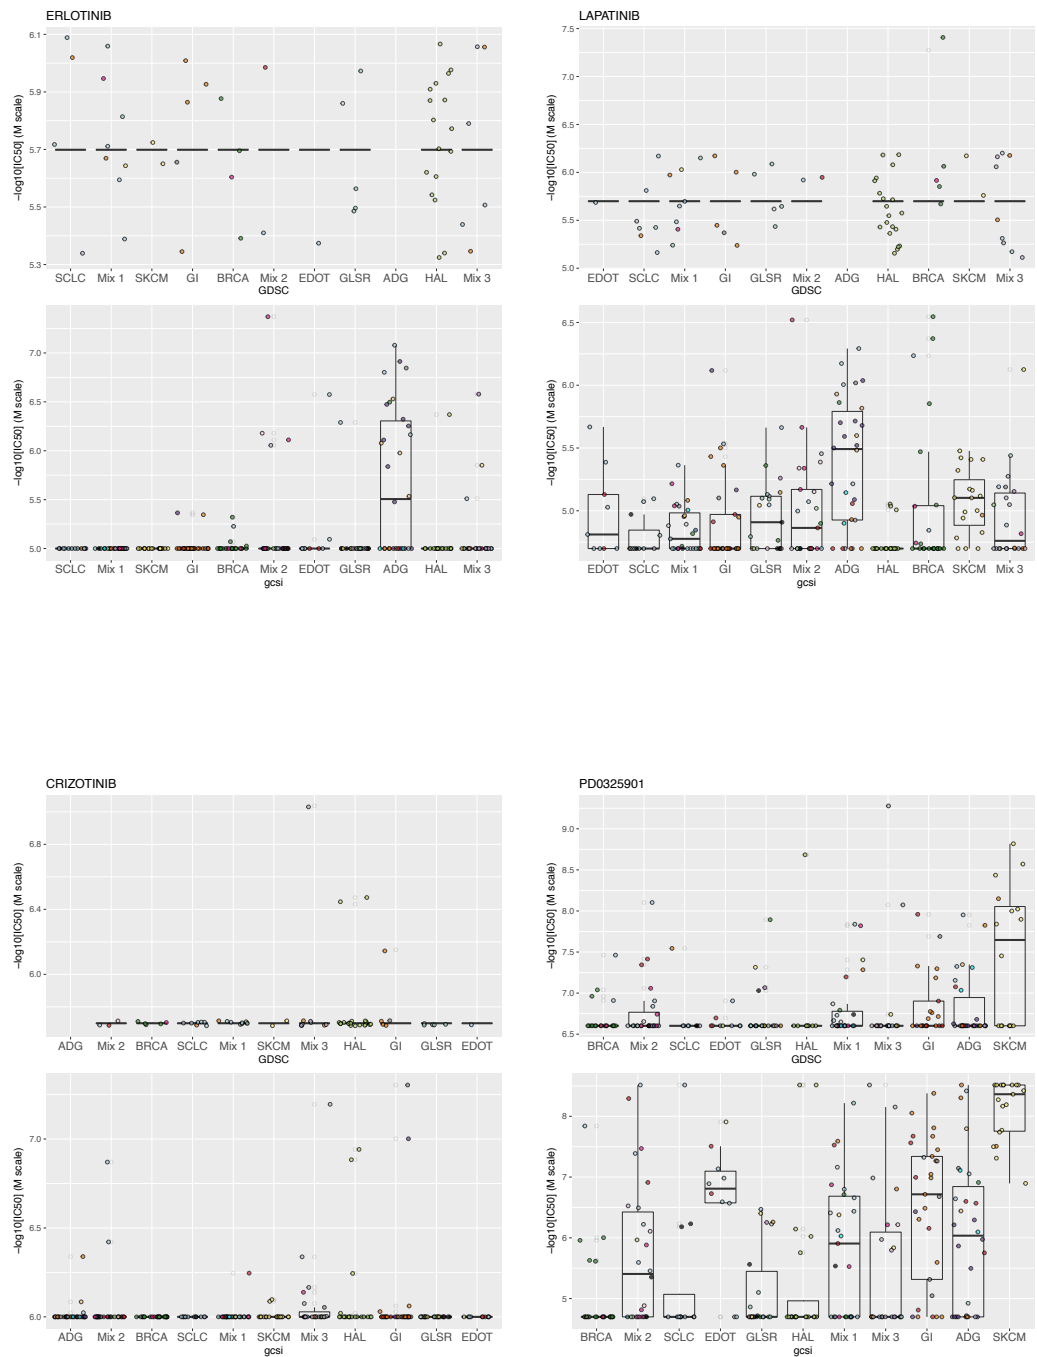 ERLOTINIB
−log10[IC50] (M scale)
6.1
5.9
5.7
5.5
5.3
SCLC Mix 1 SKCM GI BRCA Mix 2 EDOT GLSR ADG HAL Mix 3
GDSC
−log10[IC50] (M scale)
7.0
6.5
6.0
5.5
5.0
SCLC Mix 1 SKCM GI BRCA Mix 2 EDOT GLSR ADG HAL Mix 3
gcsi
LAPATINIB
−log10[IC50] (M scale)
7.5
7.0
6.5
6.0
5.5
5.0
EDOT SCLC Mix 1 GI GLSR Mix 2 ADG HAL BRCA SKCM Mix 3
GDSC
−log10[IC50] (M scale)
6.5
6.0
5.5
5.0
EDOT SCLC Mix 1 GI GLSR Mix 2 ADG HAL BRCA SKCM Mix 3
gcsi
CRIZOTINIB
−log10[IC50] (M scale)
6.8
6.4
6.0
ADG Mix 2 BRCA SCLC Mix 1 SKCM Mix 3 HAL GI GLSR EDOT
GDSC
−log10[IC50] (M scale)
7.0
6.5
6.0
ADG Mix 2 BRCA SCLC Mix 1 SKCM Mix 3 HAL GI GLSR EDOT
gcsi
PD0325901
−log10[IC50] (M scale)
9.0
8.5
8.0
7.5
7.0
6.5
BRCA Mix 2 SCLC EDOT GLSR HAL Mix 1 Mix 3 GI ADG SKCM
GDSC
−log10[IC50] (M scale)
8
7
6
5
BRCA Mix 2 SCLC EDOT GLSR HAL Mix 1 Mix 3 GI ADG SKCM
gcsi